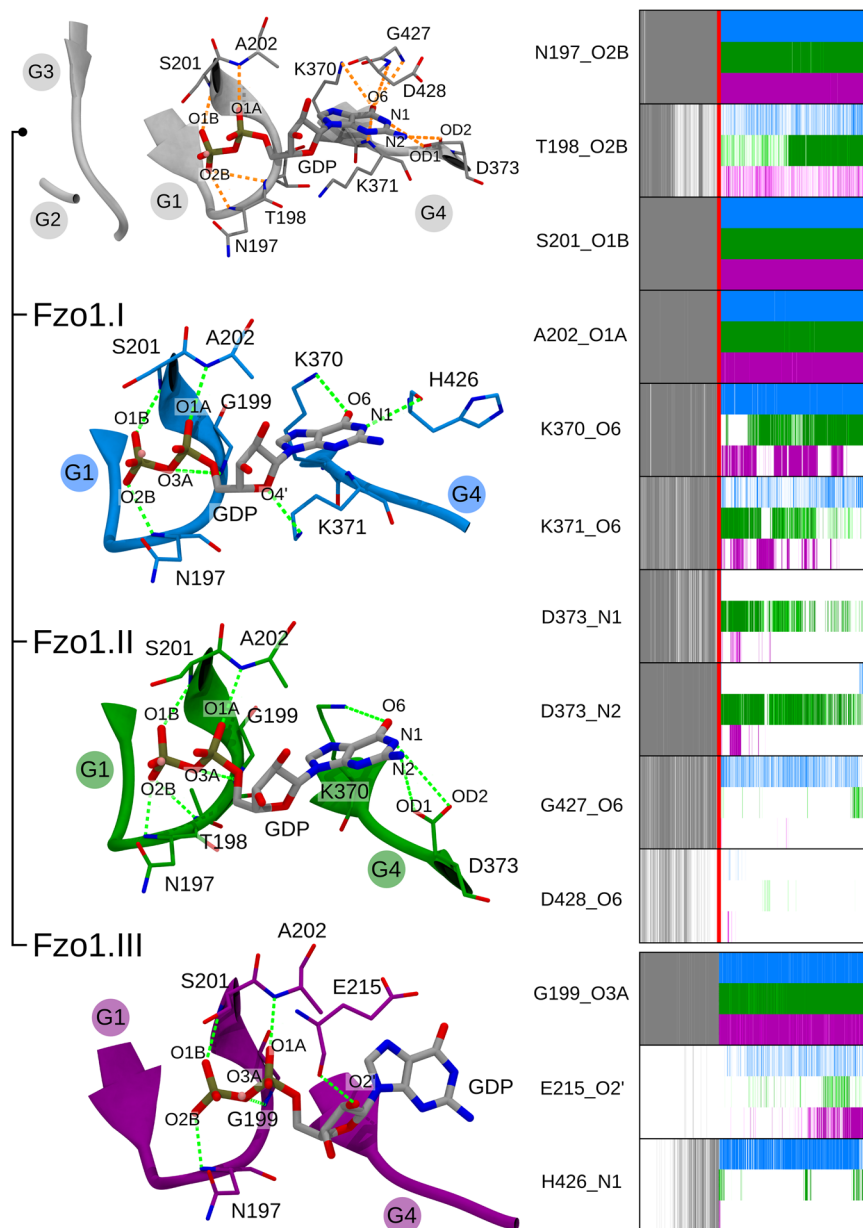 G3
G2
S201
A202
G427
K370
D428
O6
O1A
N1
O1B
OD2
N2
OD1
GDP
O2B
D373
G1
K371
T198
G4
N197
Fzo1.I
S201
A202
K370
H426
O6
N1
O1B
O1A
G199
G1
O3A
O4'
G4
O2B
GDP
K371
N197
Fzo1.II
S201
A202
O6
O1B
O1A
G199
N1
N2
G1
O3A
K370
OD2
O2B
OD1
GDP
T198
N197
G4
D373
Fzo1.III
A202
S201
E215
G1
O1B
O1A
O3A
O2'
GDP
O2B
G199
N197
G4
N197_O2B
T198_O2B
S201_O1B
A202_O1A
K370_O6
K371_O6
D373_N1
D373_N2
G427_O6
D428_O6
G199_O3A
E215_O2'
H426_N1